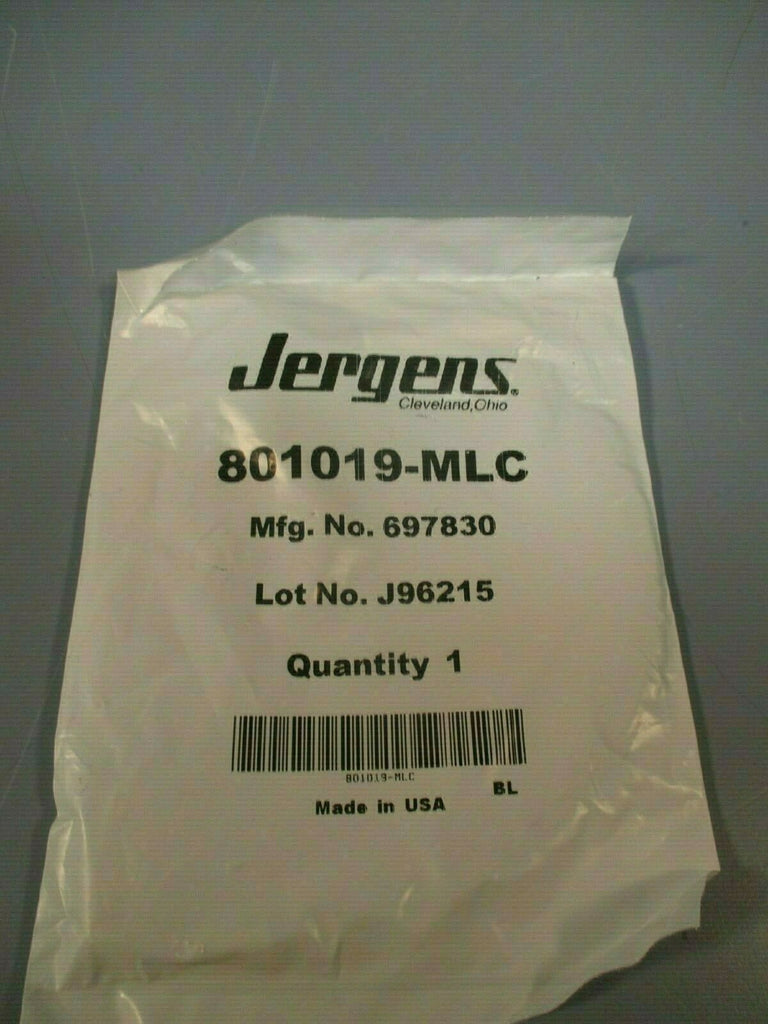 Jergens®
Cleveland, Ohio
801019-MLC
Mfg. No. 697830
Lot No. J96215
Quantity 1
801019-MLC
BL
Made in USA